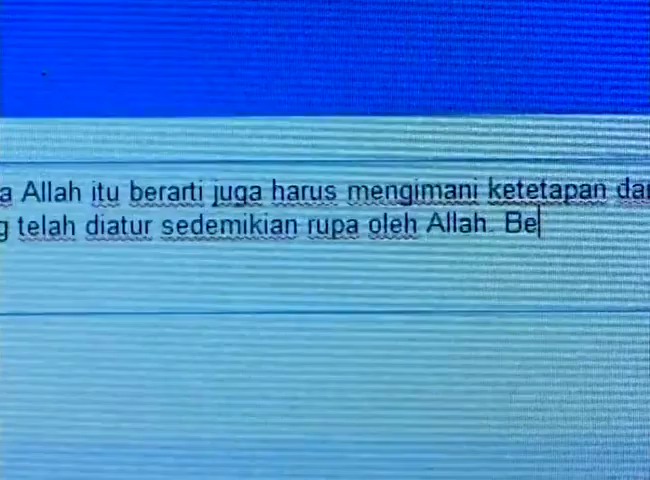 a Allah itu berarti juga harus mengimani ketetapan dan
g telah diatur sedemikian rupa oleh Allah. Be